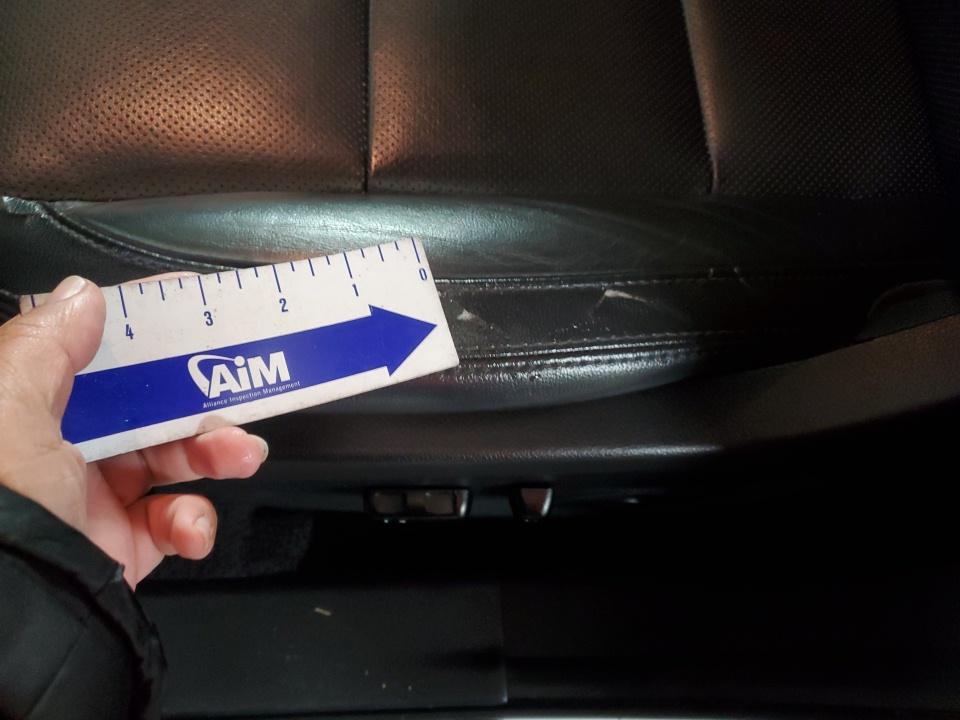 4 3 2 1 0
AiM
Alliance Inspection Management